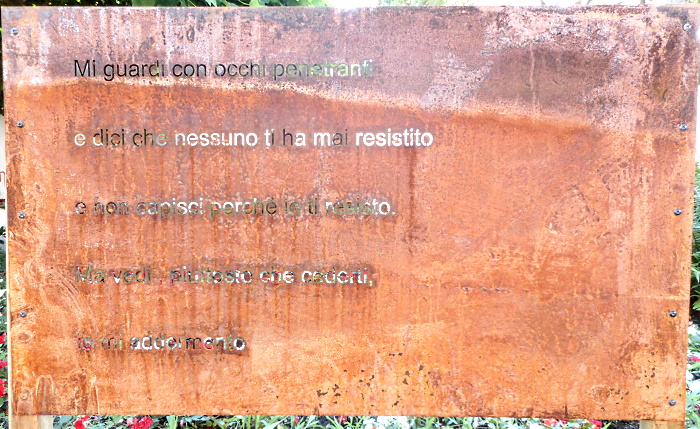 Mi guardi con occhi penetranti
e dici che nessuno ti ha mai resistito
e non capisci perché io ti resisto.
Ma vedi , piuttosto che cederti,
io mi addormento